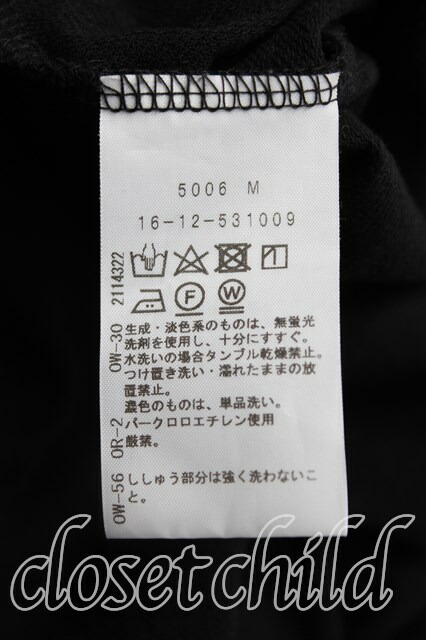 5006 M
16-12-531009
F
W
2114322
OW-30
生成・淡色系のものは、無蛍光
洗剤を使用し、十分にすすぐ。
水洗いの場合タンブル乾燥禁止。
つけ置き洗い・濡れたままの放
置禁止。
OR-2
濃色のものは、単品洗い。
パークロロエチレン使用
厳禁。
OW-56
ししゅう部分は強く洗わないこ
と。
closet child